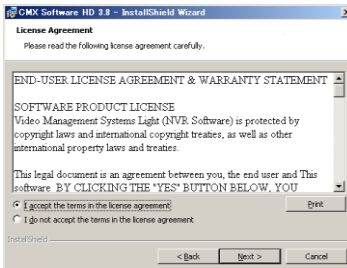 CMX Software HD 3.8 - InstallShield Wizard
License Agreement
Please read the following license agreement carefully.
END-USER LICENSE AGREEMENT & WARRANTY STATEMENT
SOFTWARE PRODUCT LICENSE
Video Management Systems Light (NVR Software) is protected by
copyright laws and international copyright treaties, as well as other
international property laws and treaties.
This legal document is an agreement between you, the end user and This
software BY CLICKING THE "YES" BUTTON BELOW, YOU
I accept the terms in the license agreement
Print
I do not accept the terms in the license agreement
InstallShield
< Back
Next >
Cancel